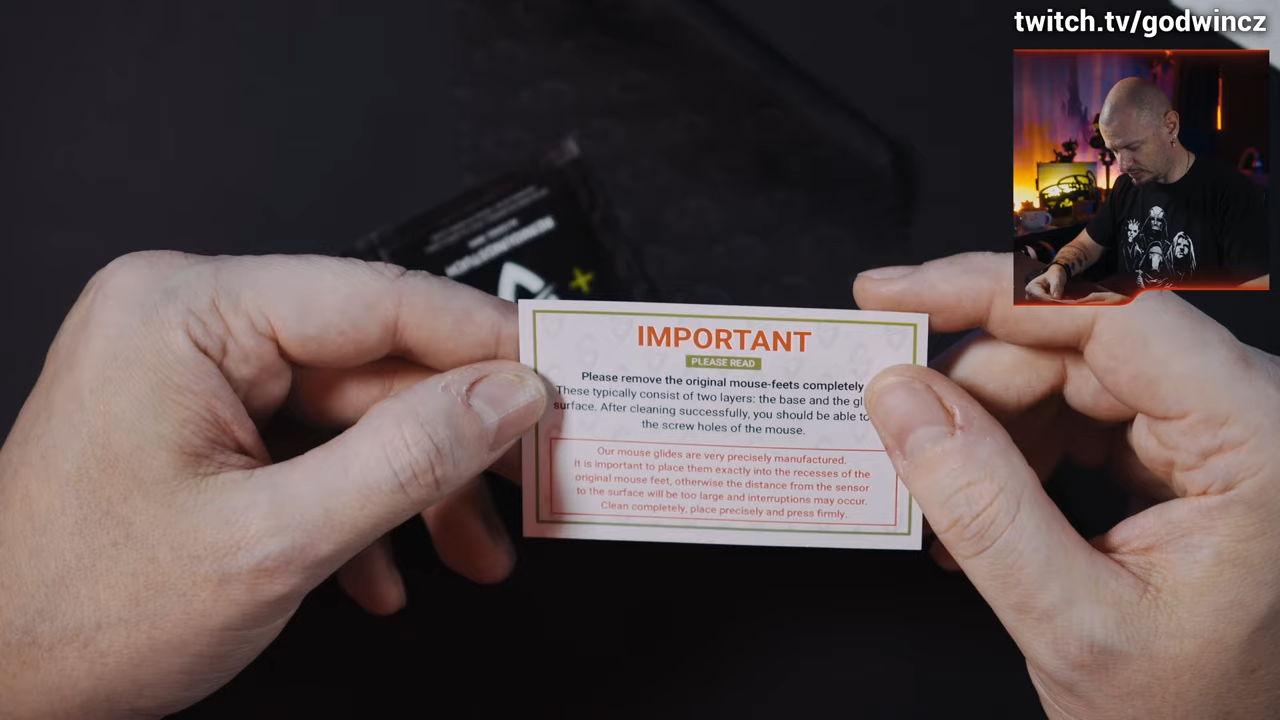 twitch.tv/godwincz
IMPORTANT
PLEASE READ
Please remove the original mouse-feets completely
These typically consist of two layers: the base and the
surface. After cleaning successfully, you should be able to
the screw holes of the mouse.
Our mouse glides are very precisely manufactured.
It is important to place them exactly into the recesses of the
original mouse feet, otherwise the distance from the sensor
to the surface will be too large and interruptions may occur.
Clean completely, place precisely and press firmly.